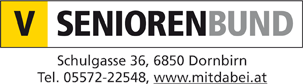 V SENIORENBUND
Schulgasse 36, 6850 Dornbirn
Tel. 05572-22548, www.mitdabei.at